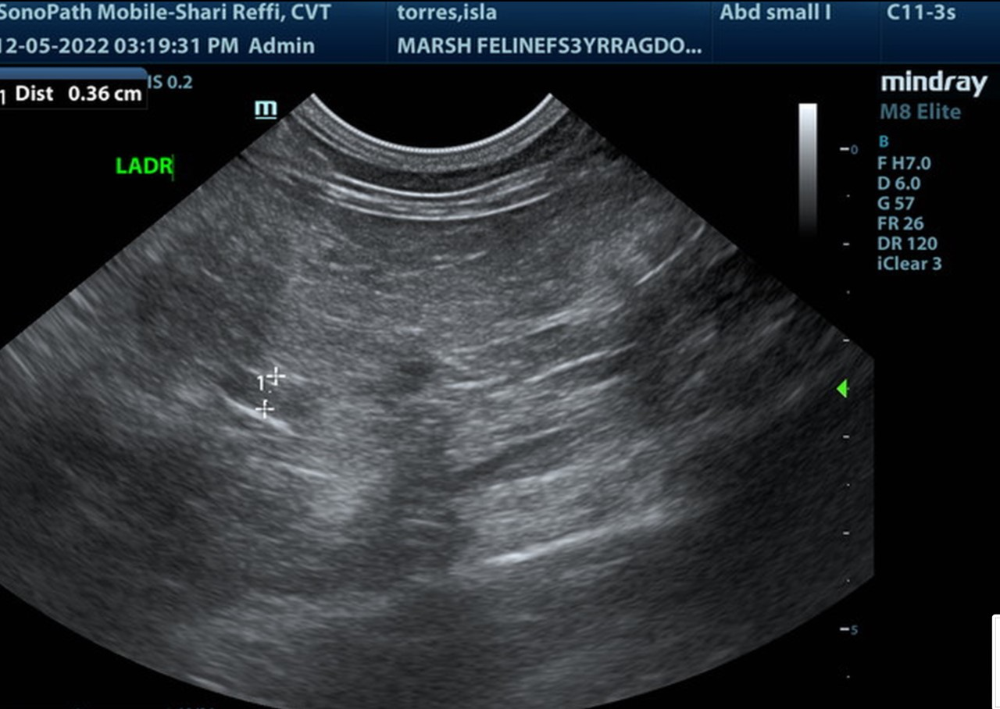 SonoPath Mobile-Shari Reffi, CVT
torres,isla
Abd small I
C11-3s
12-05-2022 03:19:31 PM Admin
MARSH FELINEFS3YRRAGDO...
1 Dist 0.36 cm
IS 0.2
m
mindray
M8 Elite
LADR
B
F H7.0
D 6.0
G 57
FR 26
DR 120
iClear 3
0
1
5